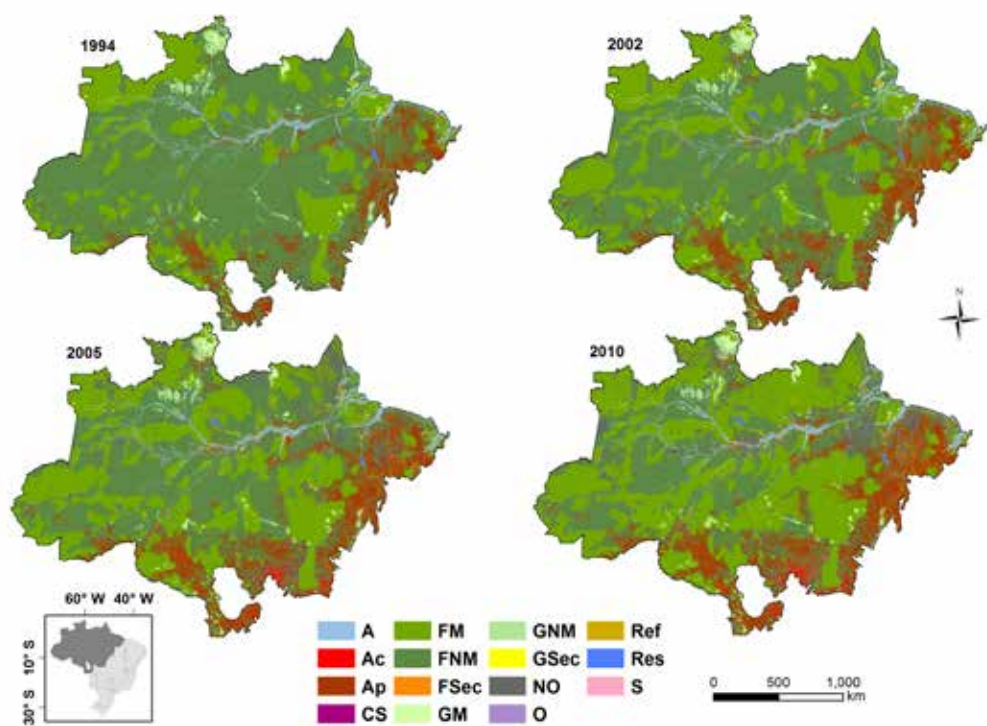 1994
2002
N
2005
2010
60° W 40° W
10° S
30° S
A FM GNM Ref
Ac FNM GSec Res
Ap FSec NO S
CS GM O
0 500 1,000
km